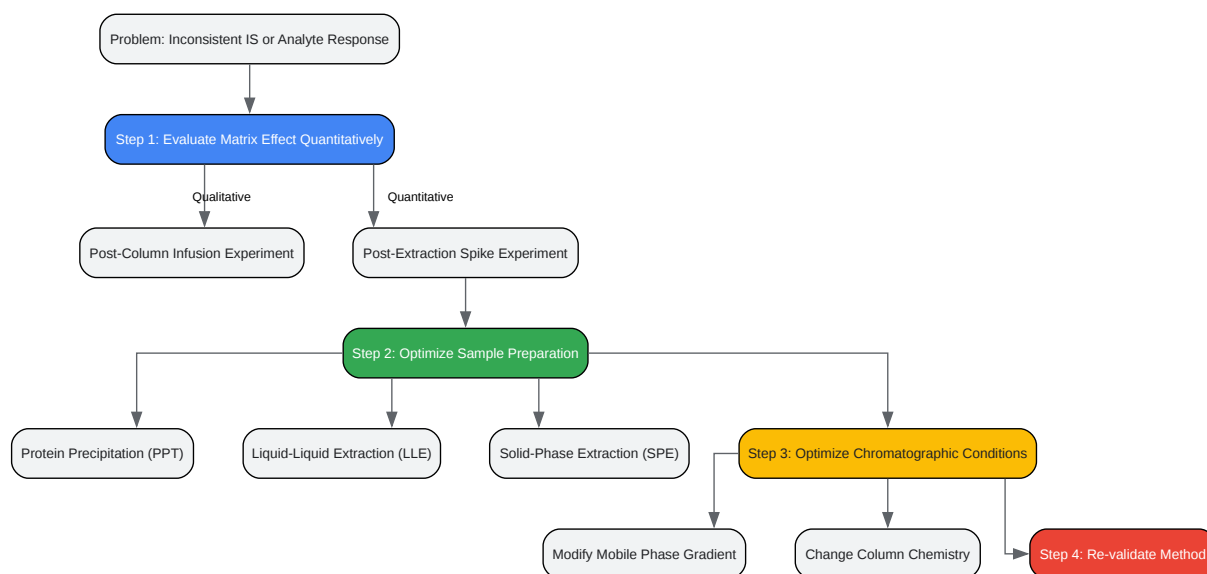 Problem: Inconsistent IS or Analyte Response
Step 1: Evaluate Matrix Effect Quantitatively
Qualitative
Quantitative
Post-Column Infusion Experiment
Post-Extraction Spike Experiment
Step 2: Optimize Sample Preparation
Protein Precipitation (PPT)
Liquid-Liquid Extraction (LLE)
Solid-Phase Extraction (SPE)
Step 3: Optimize Chromatographic Conditions
Modify Mobile Phase Gradient
Change Column Chemistry
Step 4: Re-validate Method